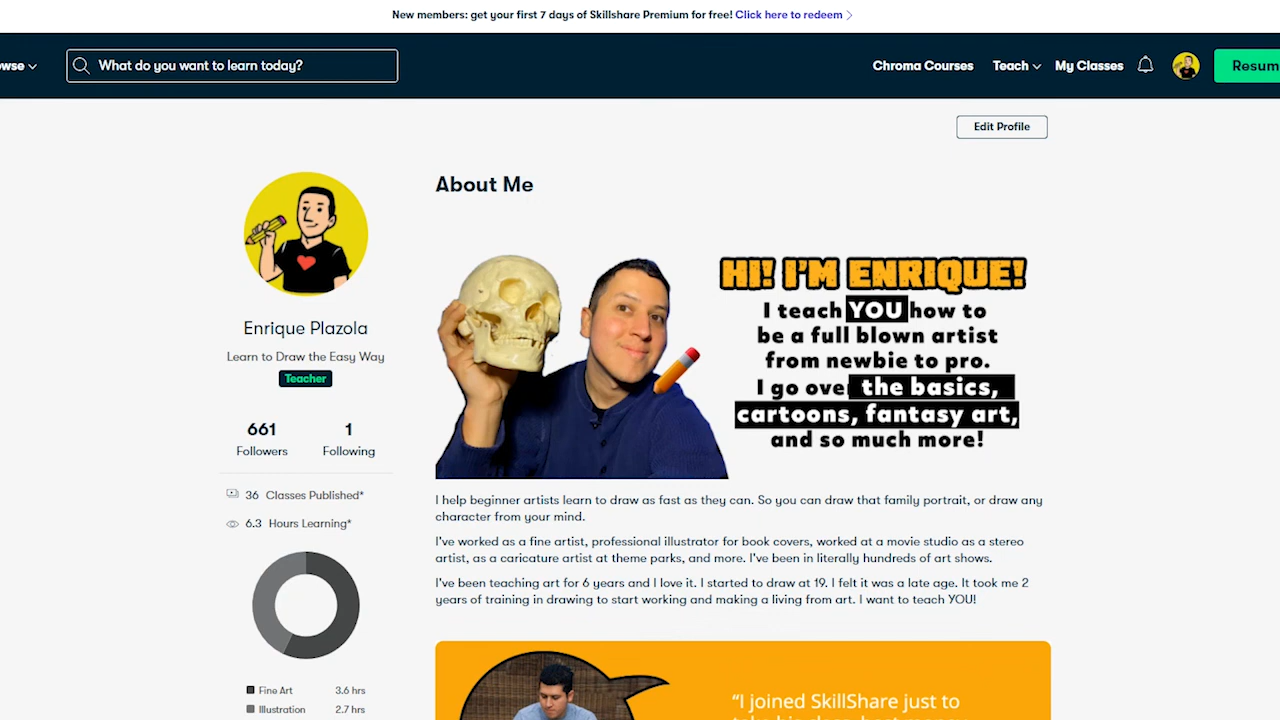 New members: get your first 7 days of Skillshare Premium for free! Click here to redeem
wse
What do you want to learn today?
Chroma Courses
Teach
My Classes
Resum
Edit Profile
Enrique Plazola
Learn to Draw the Easy Way
Teacher
661
1
Followers
Following
36 Classes Published*
6.3 Hours Learning*
Fine Art 3.6 hrs
Illustration 2.7 hrs
About Me
HI! I'M ENRIQUE!
I teach YOU how to
be a full blown artist
from newbie to pro.
I go over the basics,
cartoons, fantasy art,
and so much more!
I help beginner artists learn to draw as fast as they can. So you can draw that family portrait, or draw any
character from your mind.
I've worked as a fine artist, professional illustrator for book covers, worked at a movie studio as a stereo
artist, as a caricature artist at theme parks, and more. I've been in literally hundreds of art shows.
I've been teaching art for 6 years and I love it. I started to draw at 19. I felt it was a late age. It took me 2
years of training in drawing to start working and making a living from art. I want to teach YOU!
“I joined SkillShare just to